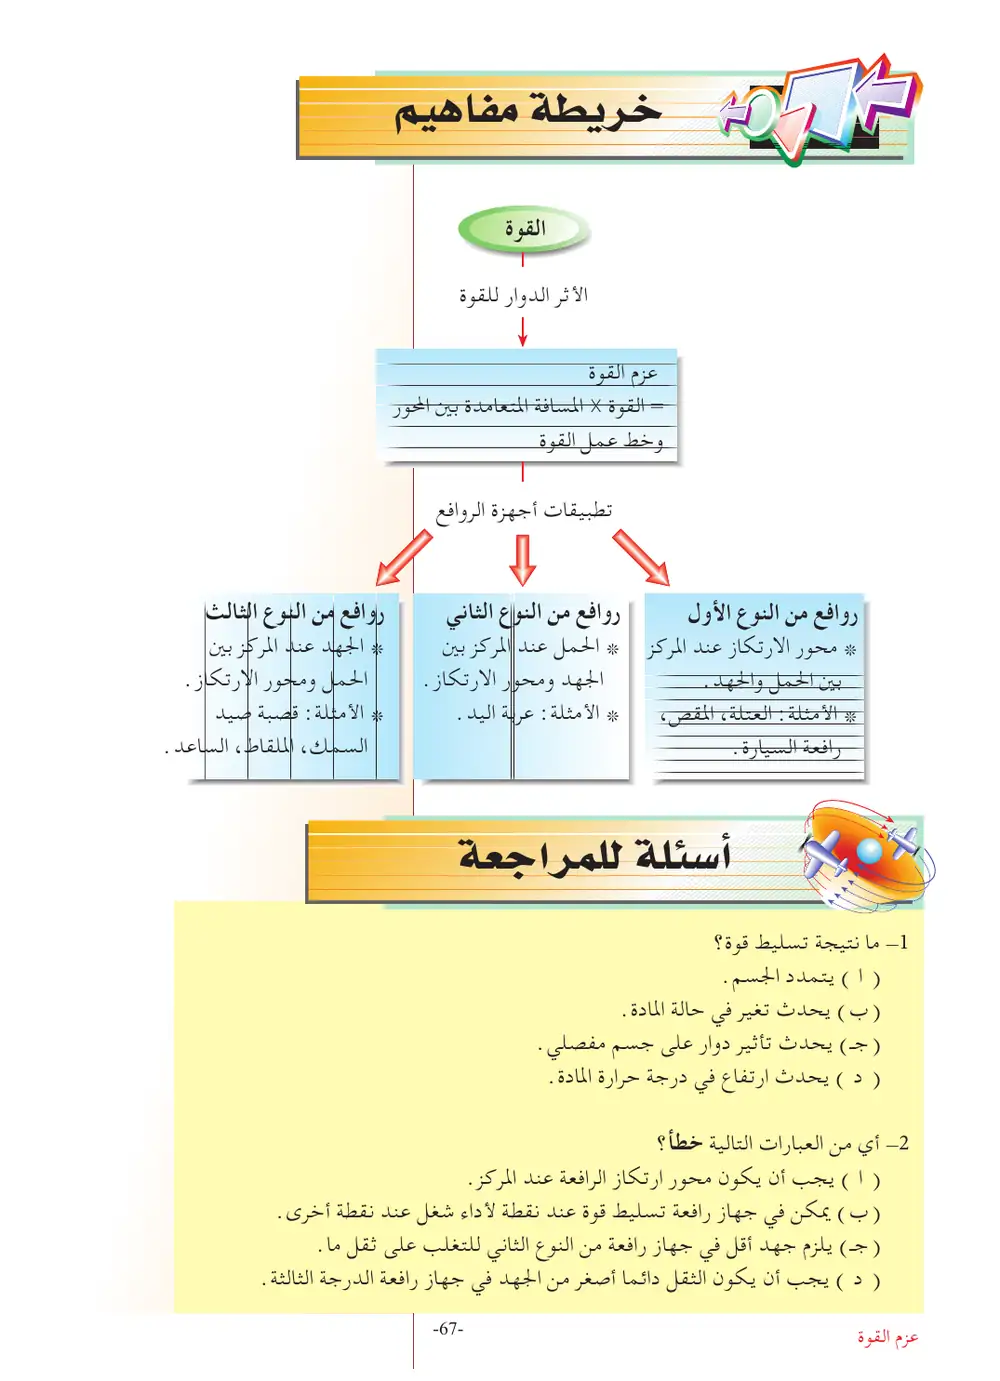 خريطة مفاهيم
القوة
الأثر الدوار للقوة
عزم القوة
= القوة × المسافة المتعامدة بين المحور
وخط عمل القوة
تطبيقات أجهزة الروافع
روافع من النوع الأول
* محور الارتكاز عند المركز
بين الحمل والجهد.
* الأمثلة: العتلة، المقص،
رافعة السيارة.
روافع من النوع الثاني
* الحمل عند المركز بين
الجهد ومحور الارتكاز.
* الأمثلة: عربة اليد.
روافع من النوع الثالث
* الجهد عند المركز بين
الحمل ومحور الارتكاز.
* الأمثلة: قصبة صيد
السمك، الملقاط، الساعد.
أسئلة للمراجعة
1- ما نتيجة تسليط قوة؟
( ا ) يتمدد الجسم.
(ب) يحدث تغير في حالة المادة.
(جـ) يحدث تأثير دوار على جسم مفصلي.
( د ) يحدث ارتفاع في درجة حرارة المادة.
2- أي من العبارات التالية خطأ؟
( ا ) يجب أن يكون محور ارتكاز الرافعة عند المركز.
(ب) يمكن في جهاز رافعة تسليط قوة عند نقطة لأداء شغل عند نقطة أخرى.
(جـ) يلزم جهد أقل في جهاز رافعة من النوع الثاني للتغلب على ثقل ما.
( د ) يجب أن يكون الثقل دائما أصغر من الجهد في جهاز رافعة الدرجة الثالثة.
-67-
عزم القوة